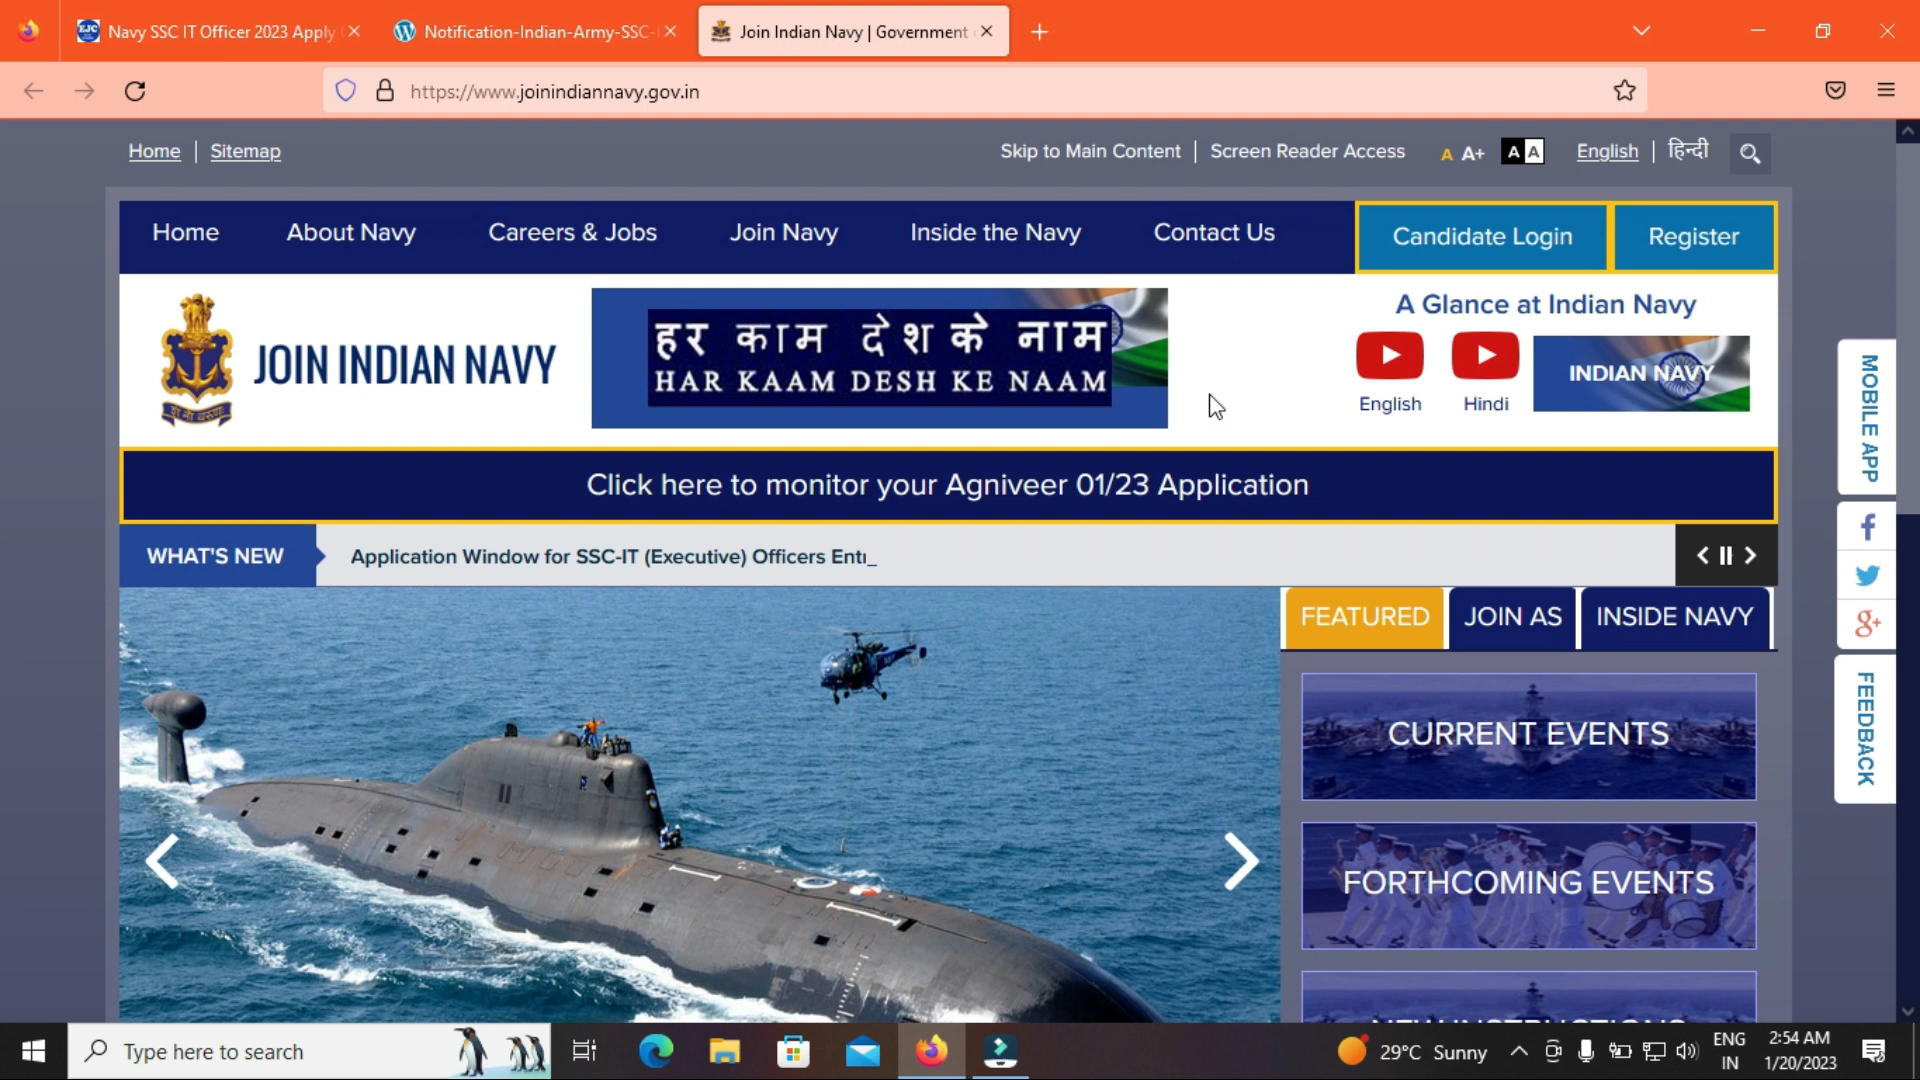 Navy SSC IT Officer 2023 Apply
Notification-Indian-Army-SSC-
Join Indian Navy | Government
https://www.joinindiannavy.gov.in
Home | Sitemap
Skip to Main Content | Screen Reader Access
A A+ A A
English | हिन्दी
Home
About Navy
Careers & Jobs
Join Navy
Inside the Navy
Contact Us
Candidate Login
Register
JOIN INDIAN NAVY
हर काम देश के नाम
HAR KAAM DESH KE NAAM
A Glance at Indian Navy
English
Hindi
INDIAN NAVY
Click here to monitor your Agniveer 01/23 Application
WHAT'S NEW
Application Window for SSC-IT (Executive) Officers Ent
MOBILE APP
FEEDBACK
FEATURED
JOIN AS
INSIDE NAVY
CURRENT EVENTS
FORTHCOMING EVENTS
Type here to search
29°C Sunny
ENG
IN
2:54 AM
1/20/2023